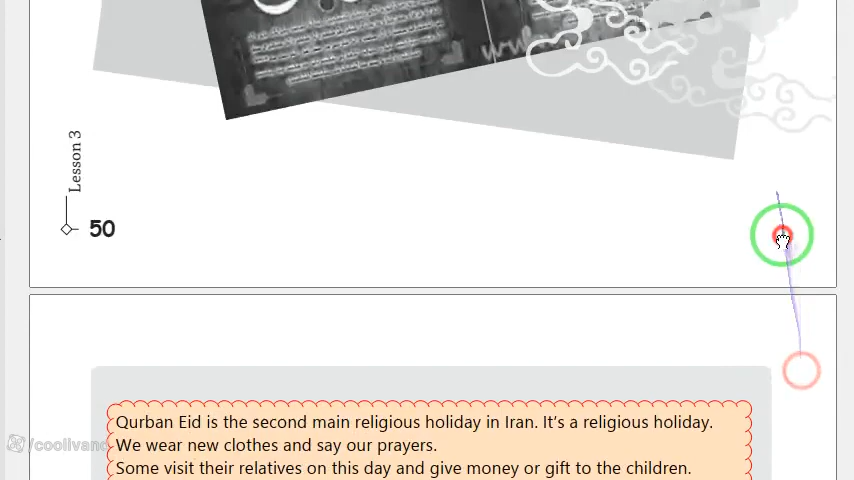 Lesson 3
50
Qurban Eid is the second main religious holiday in Iran. It's a religious holiday.
We wear new clothes and say our prayers.
/coolivand
Some visit their relatives on this day and give money or gift to the children.